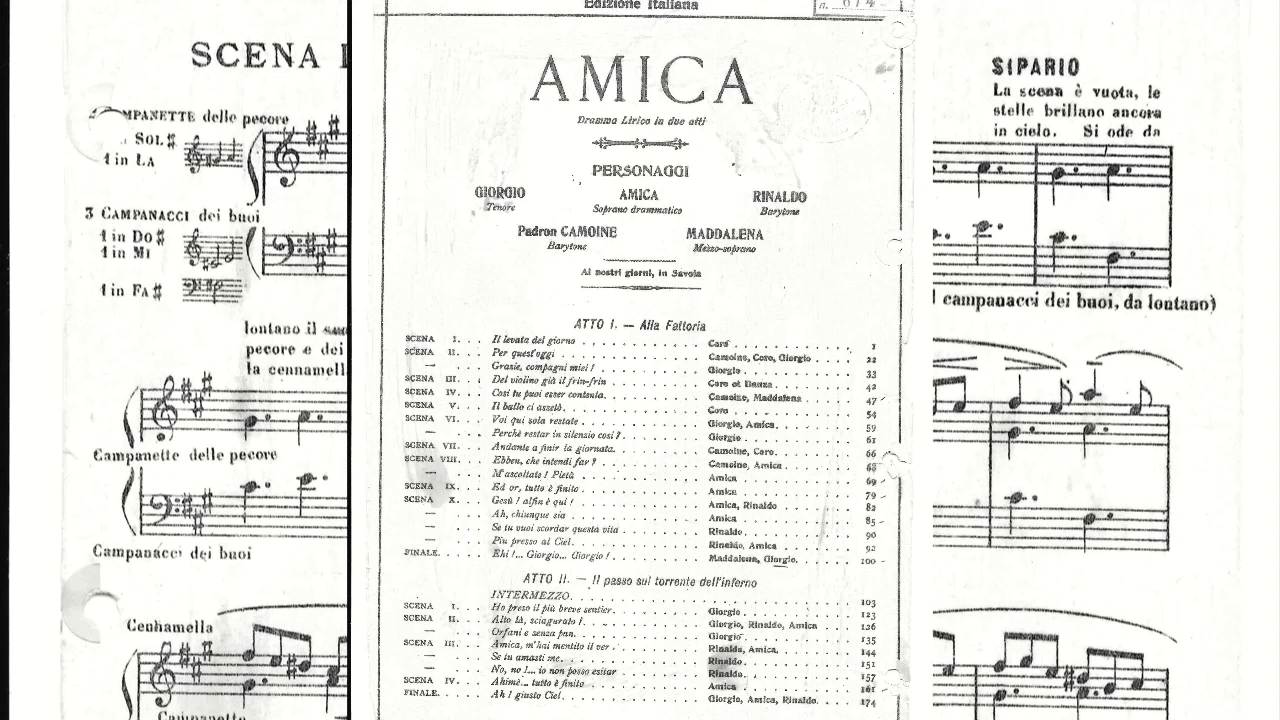 SCENA
MPANETTE delle pecore
SOL #
1 in LA
3 CAMPANACCI dei buoi
1 in DO #
1 in MI
1 in FA #
lontano il
pecore e dei
la cennamell
Campanette delle pecore
Campanacci dei buoi
Cennamella
Campanette
Edizione Italiana
n. 674
AMICA
Dramma Lirico in due atti
PERSONAGGI
GIORGIO AMICA RINALDO
Tenore Soprano drammatico Barytone
Padron CAMOINE MADDALENA
Barytone Mezzo-soprano
Ai nostri giorni, in Savoia
ATTO I. — Alla Fattoria
SCENA I. . . . Il levata del giorno . . . Coro . . . 1
SCENA II. . . . Per quest'oggi . . . Camoine, Coro, Giorgio . . . 22
— . . . Grazie, compagni miei ! . . . Giorgio . . . 33
SCENA III. . . . Del violino già il frin-frin . . . Coro et Danza . . . 42
SCENA IV. . . . Così tu puoi esser contenta . . . Camoine, Maddalena . . . 47
SCENA V. . . . Il ballo ci assetò . . . Coro . . . 54
SCENA VI. . . . Voi qui sola restate . . . Giorgio, Amica . . . 59
— . . . Perchè restar in silenzio così ? . . . Giorgio . . . 61
SCENA VII. . . . Andante a finir la giornata . . . Camoine, Coro . . . 66
SCENA VIII. . . . Ebben, che intendi far ? . . . Camoine, Amica . . . 68
— . . . M'ascoltate ! Pietà . . . Amica . . . 69
SCENA IX. . . . Ed or, tutto è finito . . . Amica . . . 79
SCENA X. . . . Gesù ! alfin è qui ! . . . Amica, Rinaldo . . . 82
— . . . Ah, chiunque sia . . . Amica . . . 85
— . . . Se tu vuoi scordar questa vita . . . Rinaldo . . . 90
— . . . Più presso al Ciel . . . Rinaldo, Amica . . . 92
FINALE. . . . Ehi !... Giorgio... Giorgio ! . . . Maddalena, Giorgio . . . 100
ATTO II. — Il passo sul torrente dell'inferno
INTERMEZZO . . . 103
SCENA I. . . . Ho preso il più breve sentier . . . Giorgio . . . 123
SCENA II. . . . Alto là, sciagurato ! . . . Giorgio, Rinaldo, Amica . . . 126
— . . . Orfani e senza pan . . . Giorgio . . . 135
SCENA III. . . . Amica, m'hai mentito il ver . . . Rinaldo, Amica . . . 144
— . . . Se tu amasti me . . . Rinaldo . . . 151
— . . . No, no !... io non posso esitar . . . Rinaldo . . . 157
SCENA IV. . . . Ahimè... tutto è finito . . . Amica . . . 161
FINALE. . . . Ah ! giusto Ciel . . . Giorgio, Amica, Rinaldo . . . 174
SIPARIO
La scena è vuota, le
stelle brillano ancora
in cielo. Si ode da
campanacci dei buoi, da lontano)